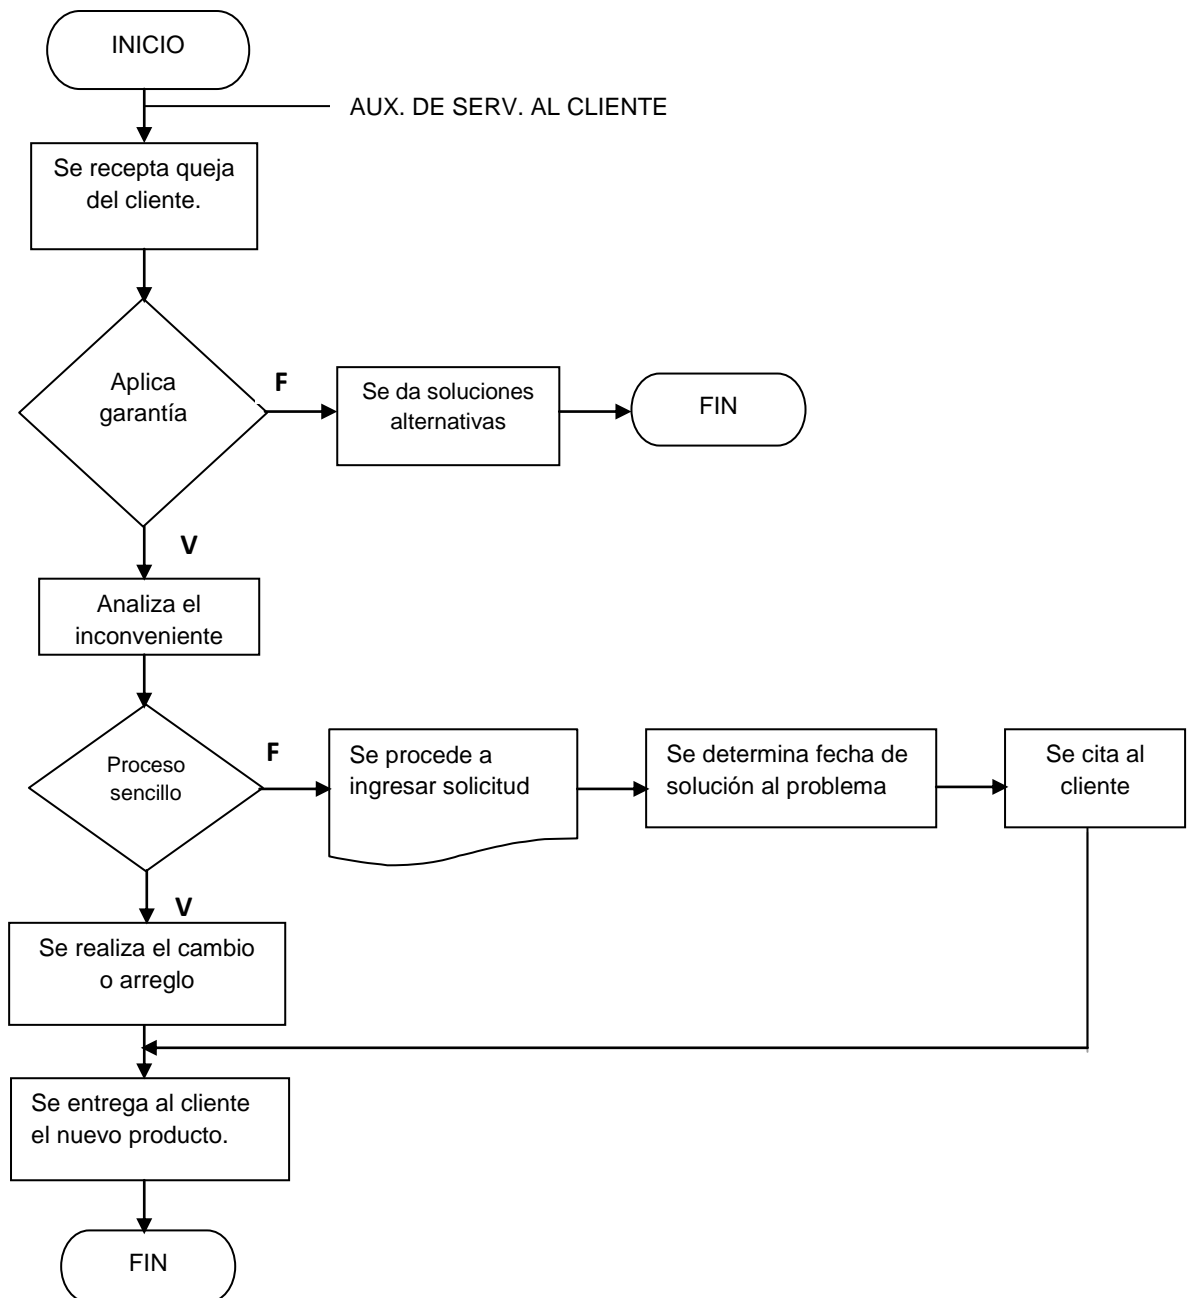 INICIO
AUX. DE SERV. AL CLIENTE
Se recepta queja
del cliente.
Aplica
garantía
F
Se da soluciones
alternativas
FIN
V
Analiza el
inconveniente
Proceso
sencillo
F
Se procede a
ingresar solicitud
Se determina fecha de
solución al problema
Se cita al
cliente
V
Se realiza el cambio
o arreglo
Se entrega al cliente
el nuevo producto.
FIN